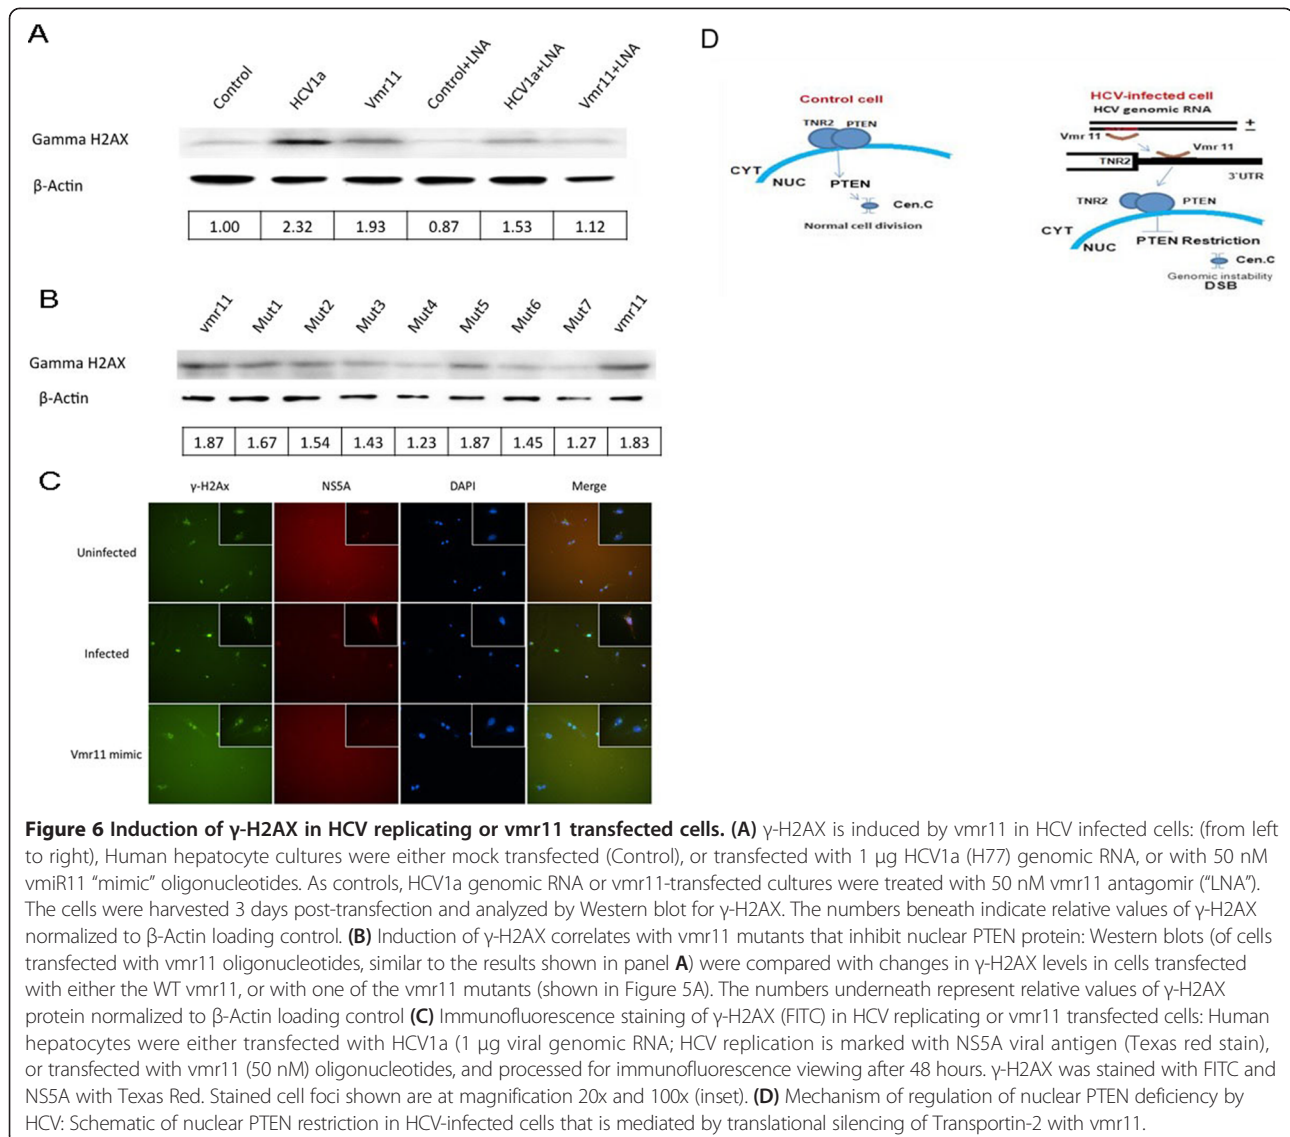 A
Control HCV1a Vmr11 Control+LNA HCV1a+LNA Vmr11+LNA
Gamma H2AX
β-Actin
1.00 2.32 1.93 0.87 1.53 1.12
B
vmr11 Mut1 Mut2 Mut3 Mut4 Mut5 Mut6 Mut7 vmr11
Gamma H2AX
β-Actin
1.87 1.67 1.54 1.43 1.23 1.87 1.45 1.27 1.83
C
γ-H2Ax NS5A DAPI Merge
Uninfected
Infected
Vmr11 mimic
D
Control cell
TNR2 PTEN
CYT
NUC PTEN
Cen.C
Normal cell division
HCV-infected cell
HCV genomic RNA
+
−
Vmr 11
Vmr 11
TNR2
3'UTR
TNR2 PTEN
CYT
NUC PTEN Restriction
Cen.C
Genomic instability
DSB
Figure 6 Induction of γ-H2AX in HCV replicating or vmr11 transfected cells. (A) γ-H2AX is induced by vmr11 in HCV infected cells: (from left
to right), Human hepatocyte cultures were either mock transfected (Control), or transfected with 1 μg HCV1a (H77) genomic RNA, or with 50 nM
vmiR11 “mimic” oligonucleotides. As controls, HCV1a genomic RNA or vmr11-transfected cultures were treated with 50 nM vmr11 antagomir (“LNA”).
The cells were harvested 3 days post-transfection and analyzed by Western blot for γ-H2AX. The numbers beneath indicate relative values of γ-H2AX
normalized to β-Actin loading control. (B) Induction of γ-H2AX correlates with vmr11 mutants that inhibit nuclear PTEN protein: Western blots (of cells
transfected with vmr11 oligonucleotides, similar to the results shown in panel A) were compared with changes in γ-H2AX levels in cells transfected
with either the WT vmr11, or with one of the vmr11 mutants (shown in Figure 5A). The numbers underneath represent relative values of γ-H2AX
protein normalized to β-Actin loading control (C) Immunofluorescence staining of γ-H2AX (FITC) in HCV replicating or vmr11 transfected cells: Human
hepatocytes were either transfected with HCV1a (1 μg viral genomic RNA; HCV replication is marked with NS5A viral antigen (Texas red stain),
or transfected with vmr11 (50 nM) oligonucleotides, and processed for immunofluorescence viewing after 48 hours. γ-H2AX was stained with FITC and
NS5A with Texas Red. Stained cell foci shown are at magnification 20x and 100x (inset). (D) Mechanism of regulation of nuclear PTEN deficiency by
HCV: Schematic of nuclear PTEN restriction in HCV-infected cells that is mediated by translational silencing of Transportin-2 with vmr11.